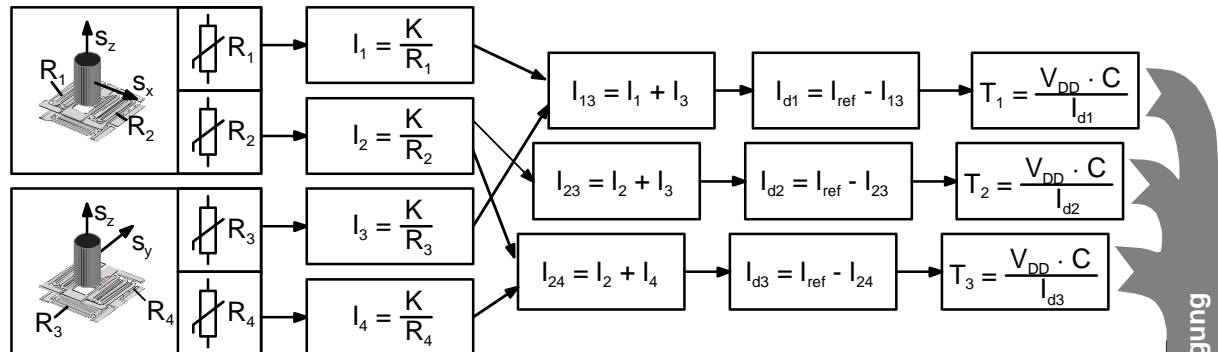 s_z
R_1
s_x
R_2
R_1
I_1 = K / R_1
R_2
I_2 = K / R_2
s_z
s_y
R_4
R_3
R_3
I_3 = K / R_3
R_4
I_4 = K / R_4
I_13 = I_1 + I_3
I_d1 = I_ref - I_13
T_1 = V_DD · C / I_d1
I_23 = I_2 + I_3
I_d2 = I_ref - I_23
T_2 = V_DD · C / I_d2
I_24 = I_2 + I_4
I_d3 = I_ref - I_24
T_3 = V_DD · C / I_d3
gung